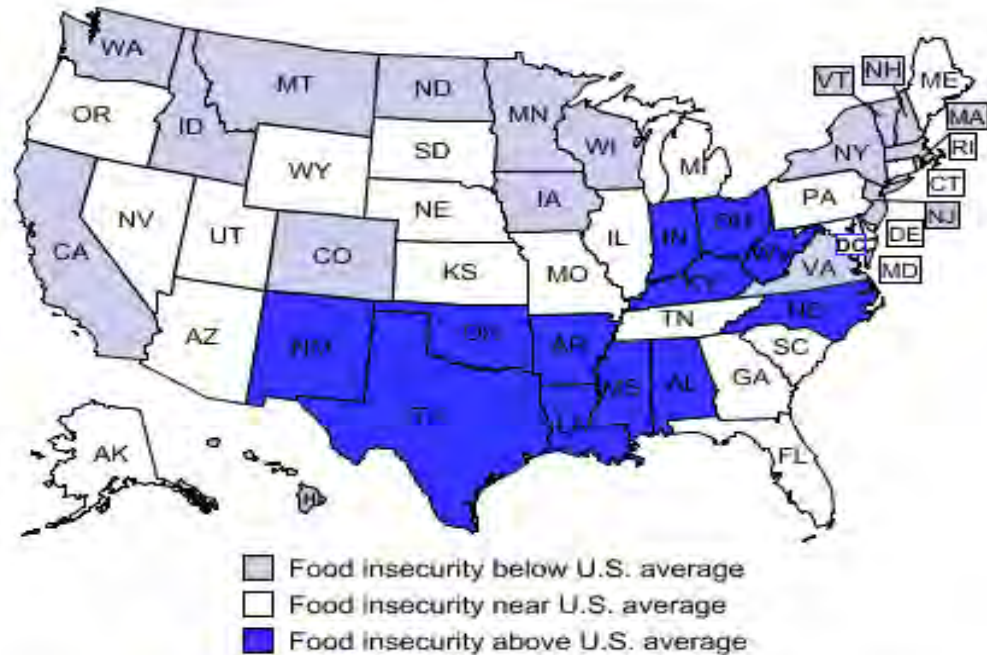 WA
MT
ND
MN
VT
NH
ME
OR
ID
SD
WI
MI
NY
MA
RI
WY
CT
NV
NE
IA
PA
NJ
CA
UT
CO
IL
IN
OH
DE
DC
KS
MO
KY
WV
VA
MD
AZ
NM
OK
AR
TN
NC
SC
TX
LA
MS
AL
GA
AK
HI
FL
Food insecurity below U.S. average
Food insecurity near U.S. average
Food insecurity above U.S. average